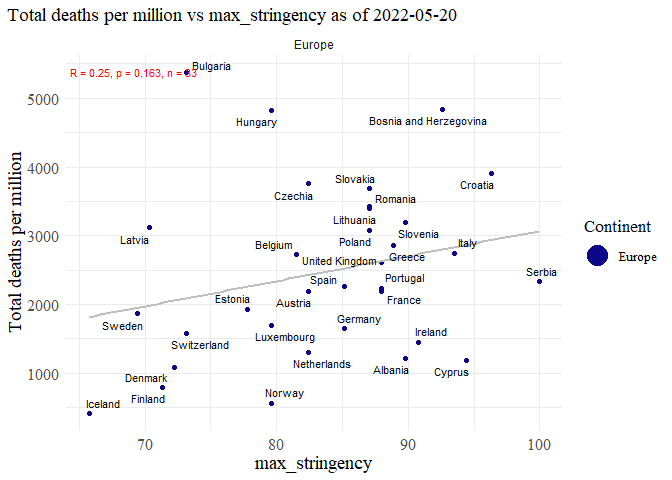 Total deaths per million vs max_stringency as of 2022-05-20
Europe
Bulgaria
R = 0.25, p = 0.163, n = 33
5000
Hungary
Bosnia and Herzegovina
4000
Slovakia
Croatia
Czechia
Romania
Lithuania
3000
Latvia
Poland
Slovenia
Belgium
Italy
United Kingdom
Greece
Serbia
Spain
Portugal
2000
Estonia
Austria
France
Sweden
Germany
Switzerland
Luxembourg
Ireland
Netherlands
Albania
Cyprus
1000
Denmark
Finland
Norway
Iceland
70
80
90
100
max_stringency
Total deaths per million
Continent
Europe